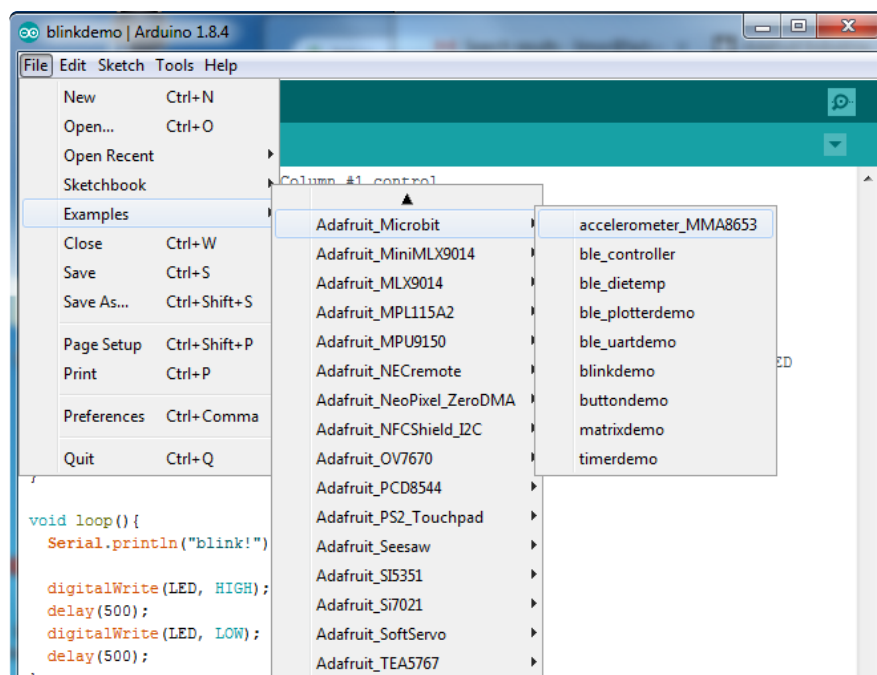 blinkdemo | Arduino 1.8.4
File Edit Sketch Tools Help
New Ctrl+N
Open... Ctrl+O
Open Recent
Sketchbook
Examples
Close Ctrl+W
Save Ctrl+S
Save As... Ctrl+Shift+S
Page Setup Ctrl+Shift+P
Print Ctrl+P
Preferences Ctrl+Comma
Quit Ctrl+Q
Column #1 control
Adafruit_Microbit
Adafruit_MiniMLX9014
Adafruit_MLX9014
Adafruit_MPL115A2
Adafruit_MPU9150
Adafruit_NECremote
Adafruit_NeoPixel_ZeroDMA
Adafruit_NFCShield_I2C
Adafruit_OV7670
Adafruit_PCD8544
Adafruit_PS2_Touchpad
Adafruit_Seesaw
Adafruit_SI5351
Adafruit_Si7021
Adafruit_SoftServo
Adafruit_TEA5767
accelerometer_MMA8653
ble_controller
ble_dietemp
ble_plotterdemo
ble_uartdemo
blinkdemo
buttondemo
matrixdemo
timerdemo
ED
}
void loop(){
Serial.println("blink!")
digitalWrite(LED, HIGH);
delay(500);
digitalWrite(LED, LOW);
delay(500);